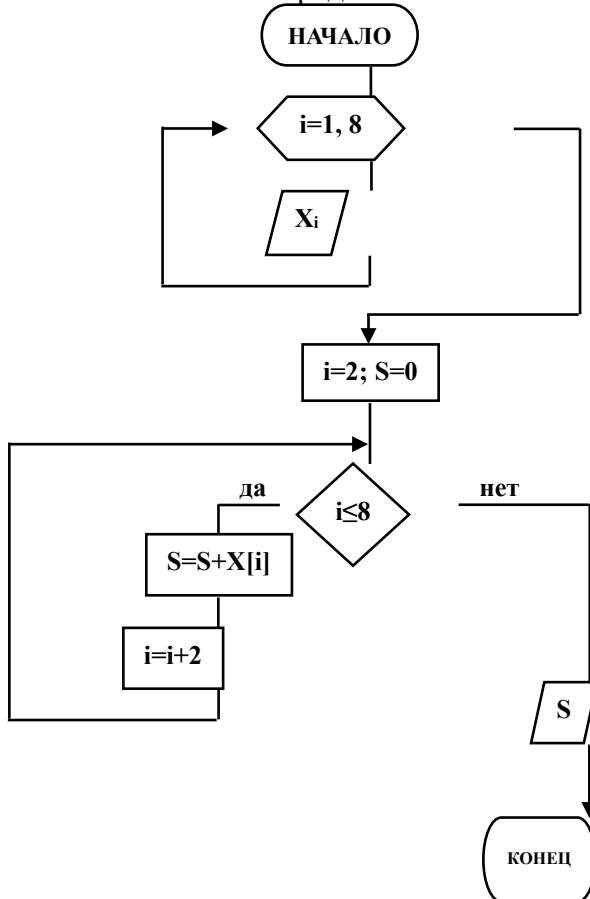 НАЧАЛО
i=1, 8
Xi
i=2; S=0
да
нет
i≤8
S=S+X[i]
i=i+2
S
КОНЕЦ